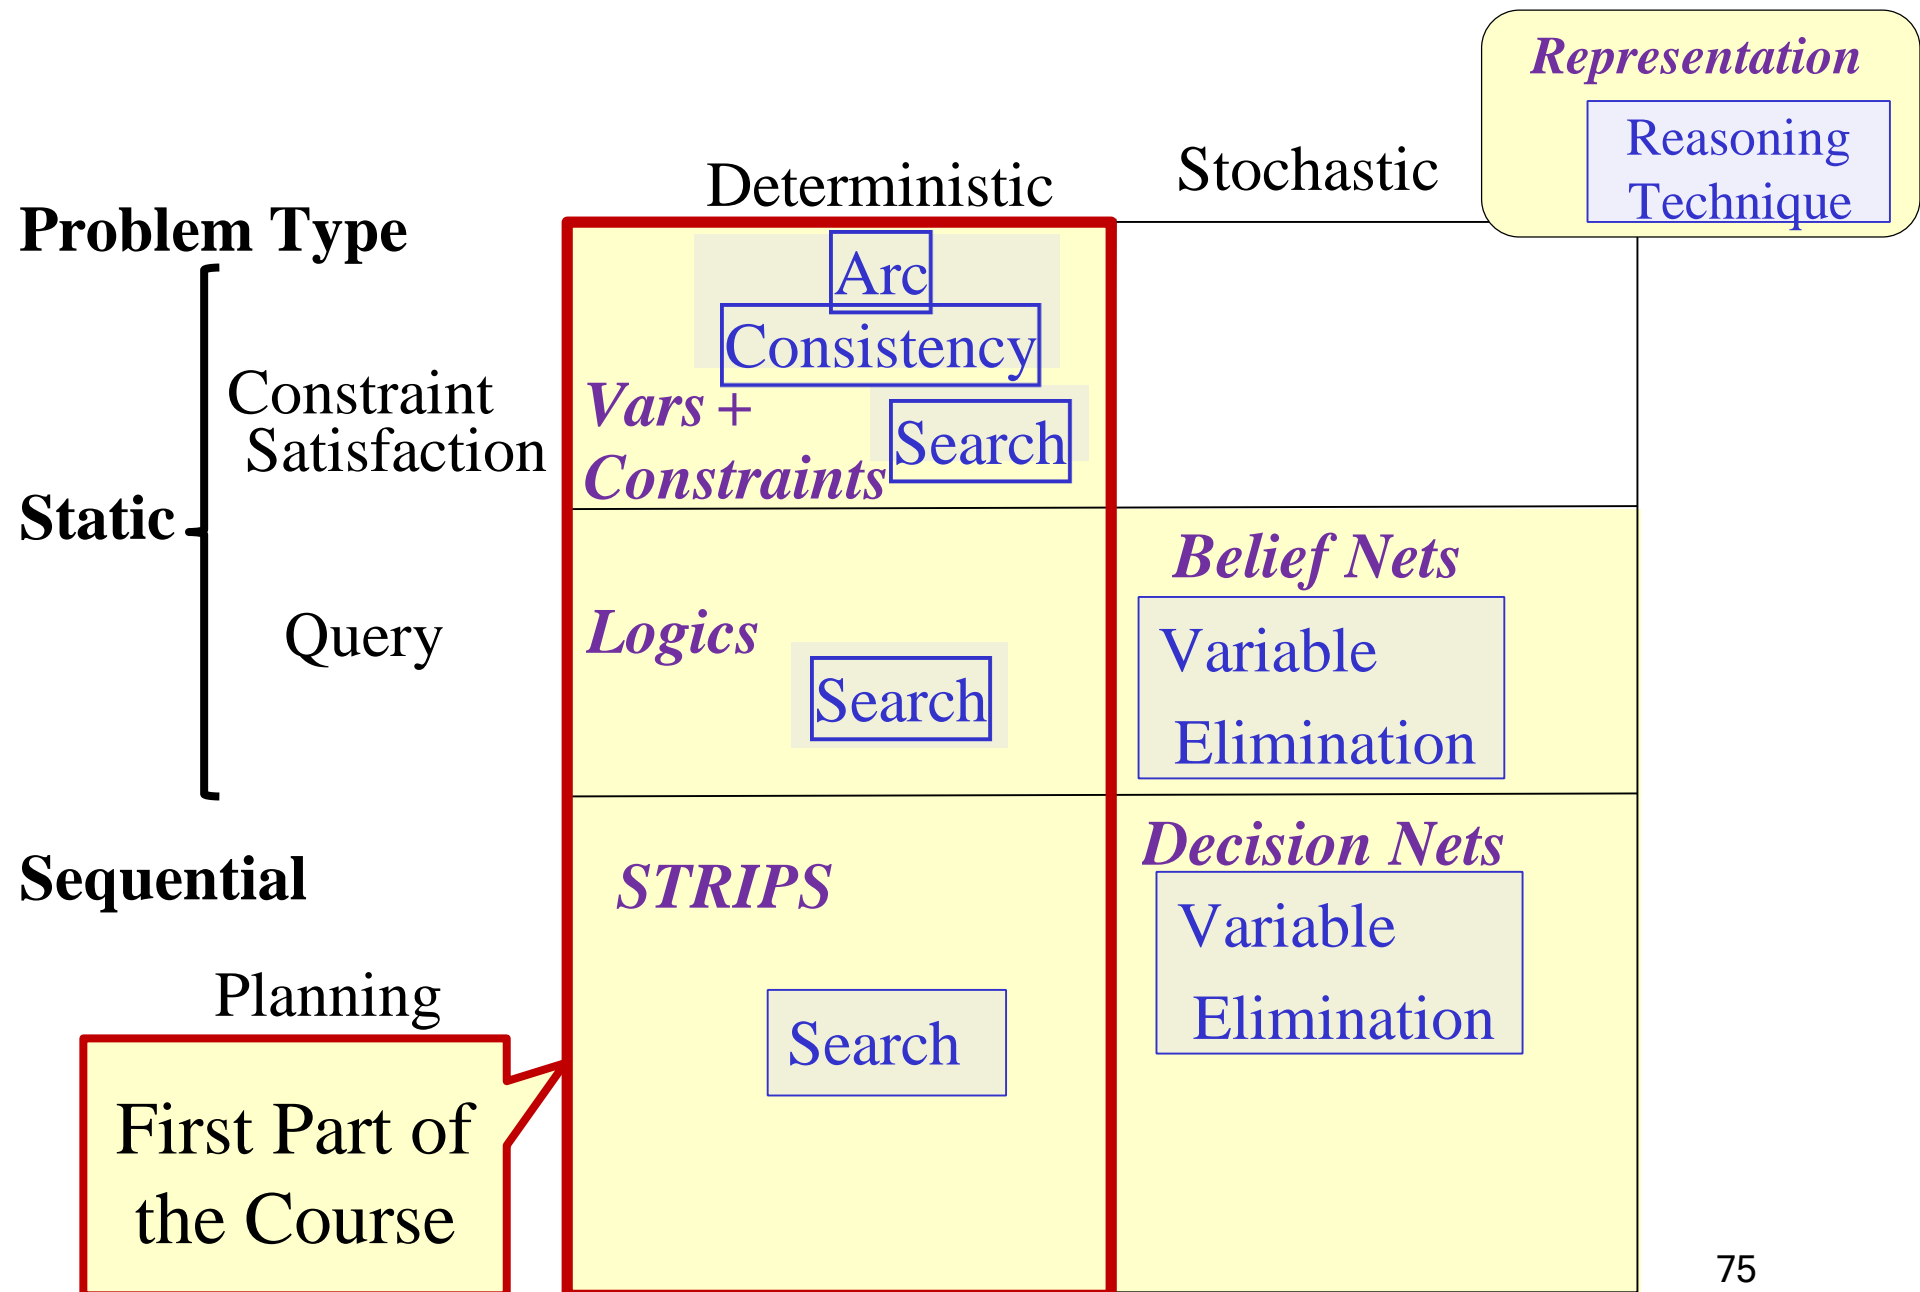 Representation
Reasoning
Technique
Deterministic
Stochastic
Problem Type
Arc
Consistency
Constraint
Satisfaction
Vars +
Constraints
Search
Static
Query
Logics
Search
Belief Nets
Variable
Elimination
Sequential
Planning
STRIPS
Search
Decision Nets
Variable
Elimination
First Part of
the Course
75